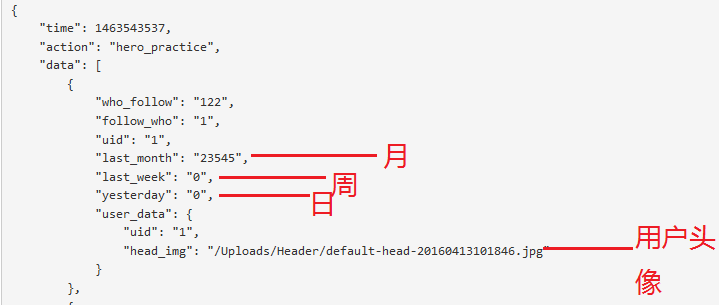 {
"time": 1463543537,
"action": "hero_practice",
"data": [
{
"who_follow": "122",
"follow_who": "1",
"uid": "1",
"last_month": "23545", 月
"last_week": "0", 周
"yesterday": "0", 日
"user_data": {
"uid": "1",
"head_img": "/Uploads/Header/default-head-20160413101846.jpg" 用户头
像
}
},
{